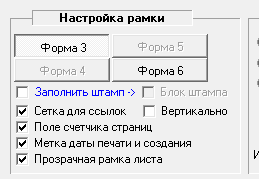 Настройка рамки
Форма 3 Форма 5
Форма 4 Форма 6
Заполнить штамп -> Блок штампа
Сетка для ссылок Вертикально
Поле счетчика страниц
Метка даты печати и создания
Прозрачная рамка листа
И